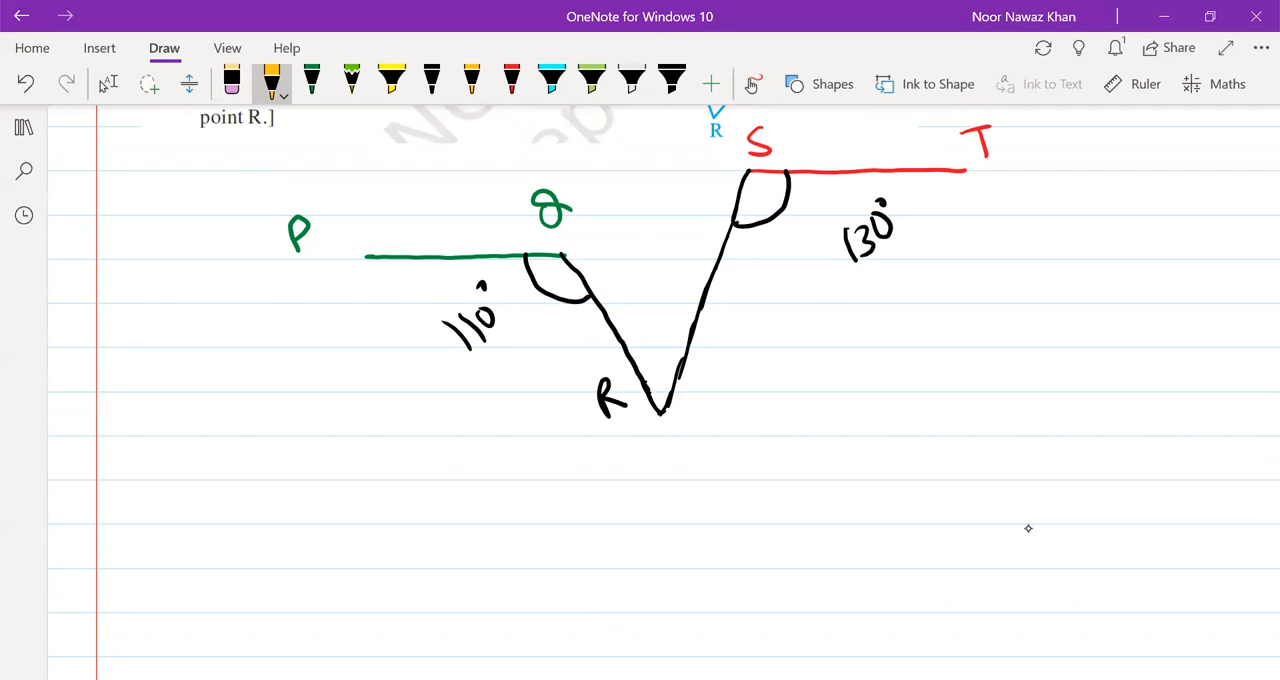 OneNote for Windows 10
Noor Nawaz Khan
Home Insert Draw View Help
1
Share
Shapes
Ink to Shape
Ink to Text
Ruler
Maths
point R.]
R
S T
P Q
130°
110°
R